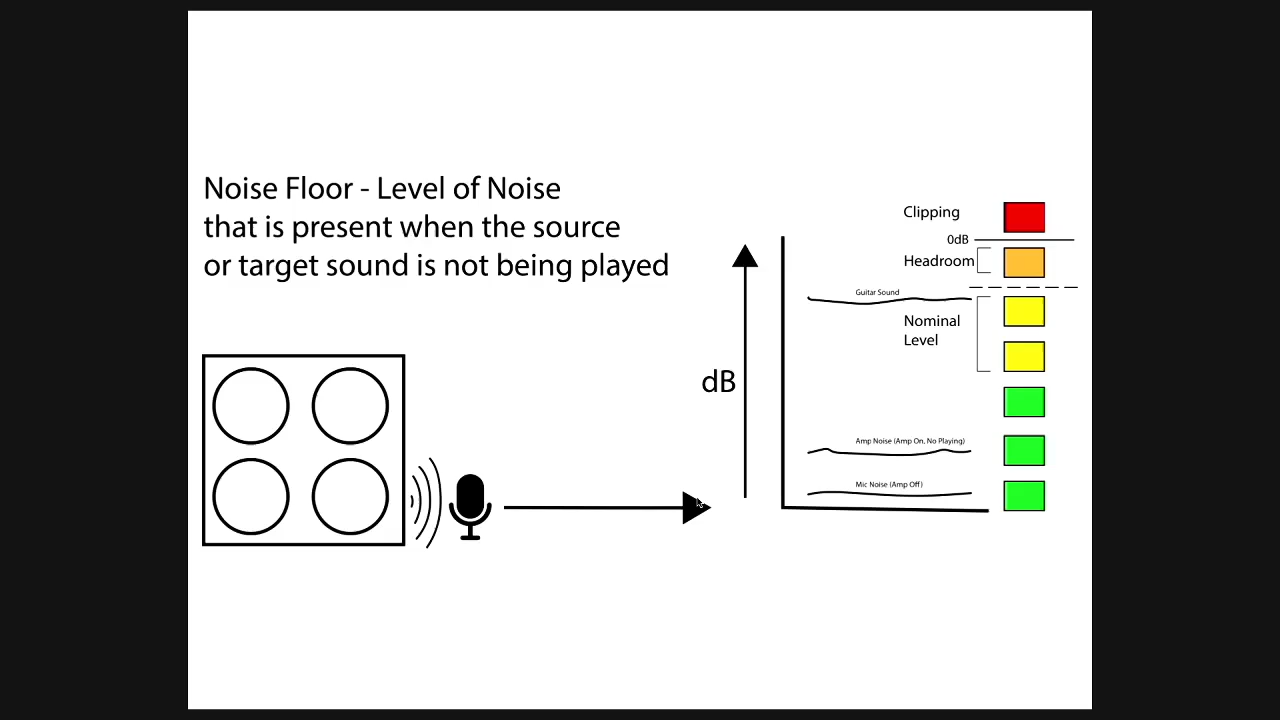 Noise Floor - Level of Noise
that is present when the source
or target sound is not being played
Clipping
0dB
Headroom
Guitar Sound
Nominal
Level
dB
Amp Noise (Amp On, No Playing)
Mic Noise (Amp Off)